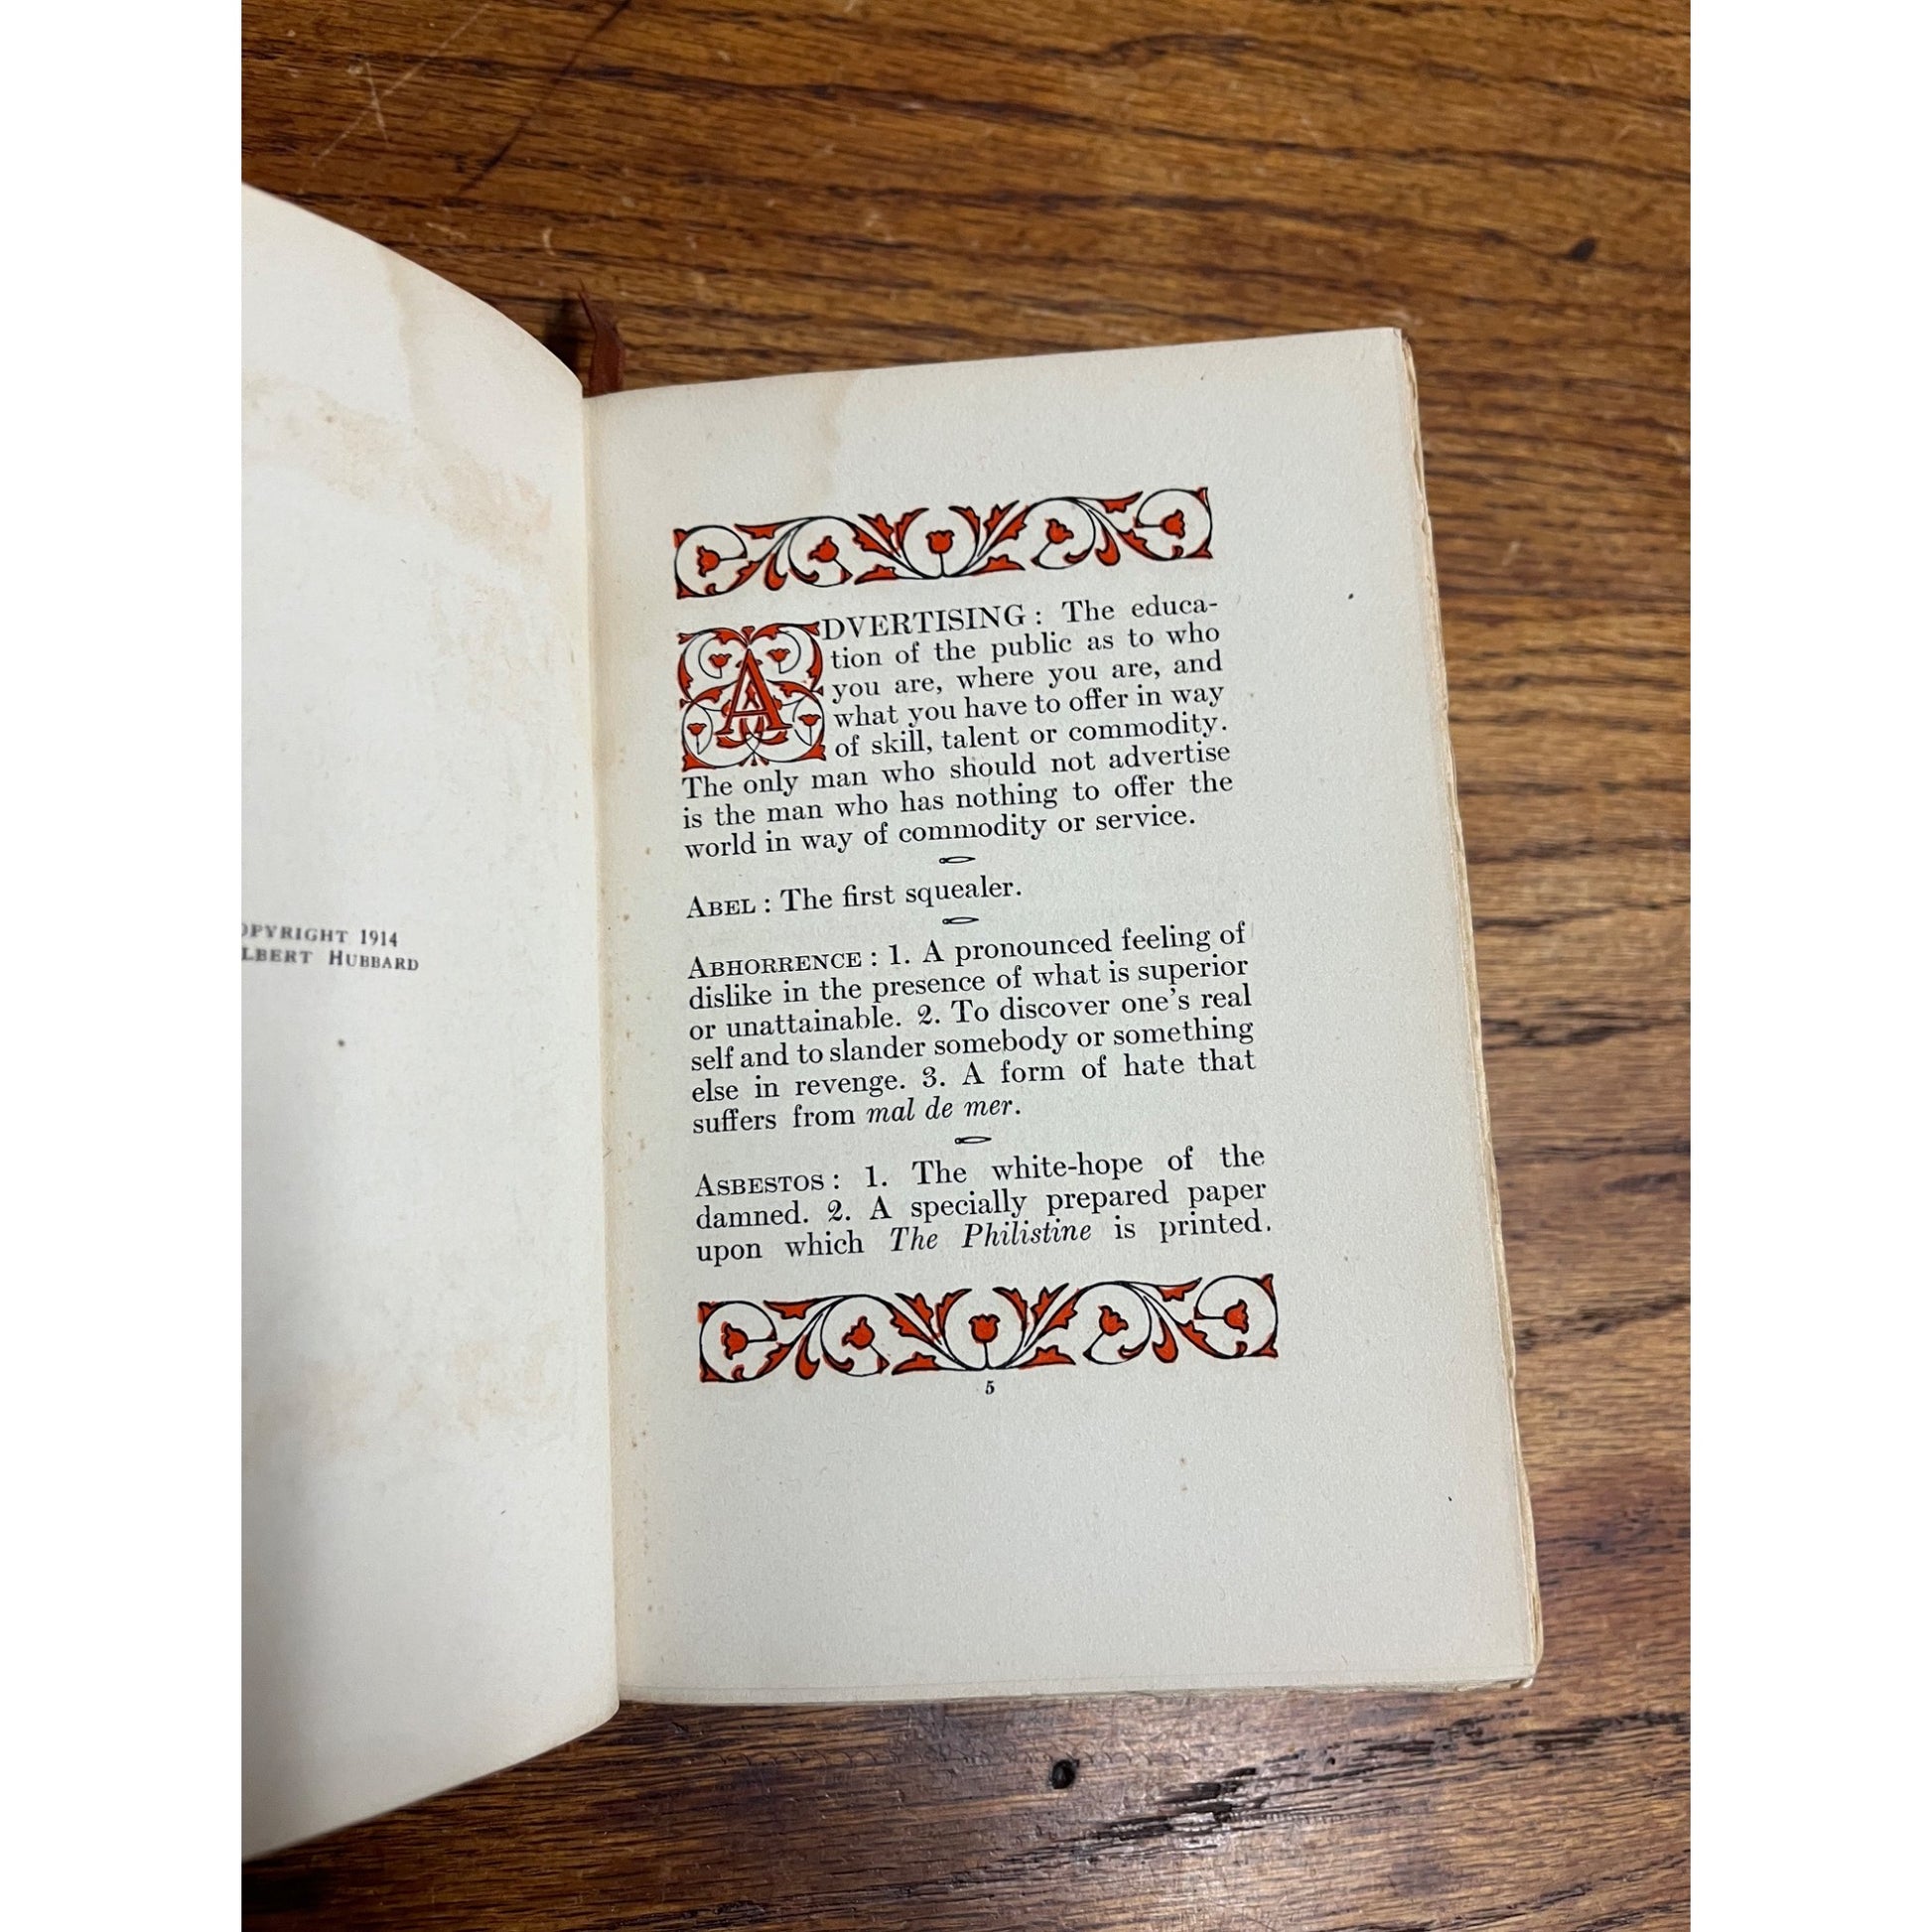 COPYRIGHT 1914
ELBERT HUBBARD
ADVERTISING: The educa-
tion of the public as to who
you are, where you are, and
what you have to offer in way
of skill, talent or commodity.
The only man who should not advertise
is the man who has nothing to offer the
world in way of commodity or service.
ABEL: The first squealer.
ABHORRENCE: 1. A pronounced feeling of
dislike in the presence of what is superior
or unattainable. 2. To discover one's real
self and to slander somebody or something
else in revenge. 3. A form of hate that
suffers from mal de mer.
ASBESTOS: 1. The white-hope of the
damned. 2. A specially prepared paper
upon which The Philistine is printed.
5